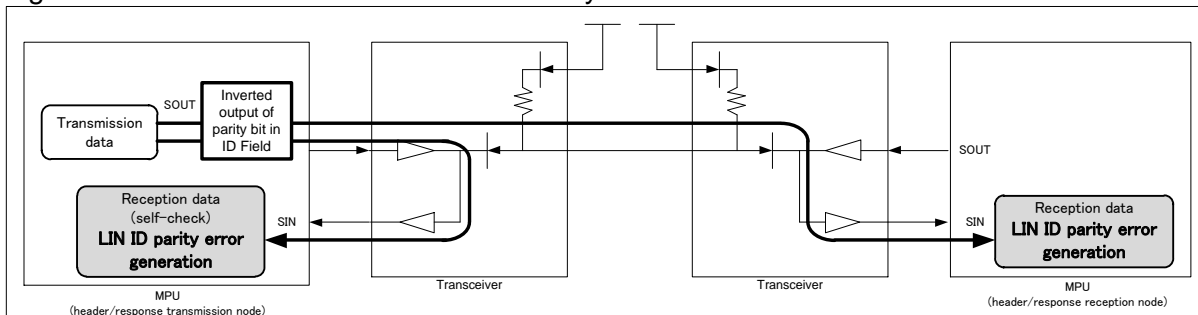 SOUT
Transmission
data
Inverted
output of
parity bit in
ID Field
Reception data
(self-check)
LIN ID parity error
generation
SIN
MPU
(header/response transmission node)
Transceiver
Transceiver
SOUT
SIN
Reception data
LIN ID parity error
generation
MPU
(header/response reception node)